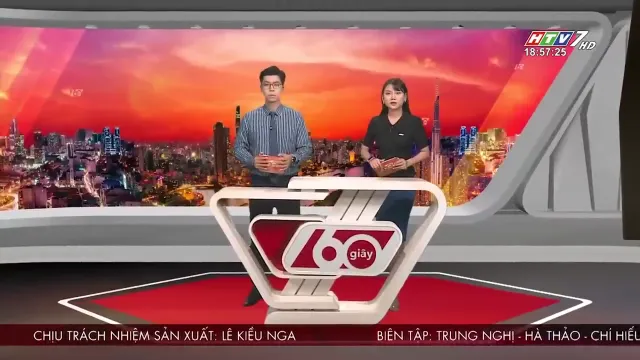 HTV7 HD
18:57:25
60 giây
CHỊU TRÁCH NHIỆM SẢN XUẤT: LÊ KIỀU NGA BIÊN TẬP: TRUNG NGHỊ - HÀ THẢO - CHÍ HIẾU